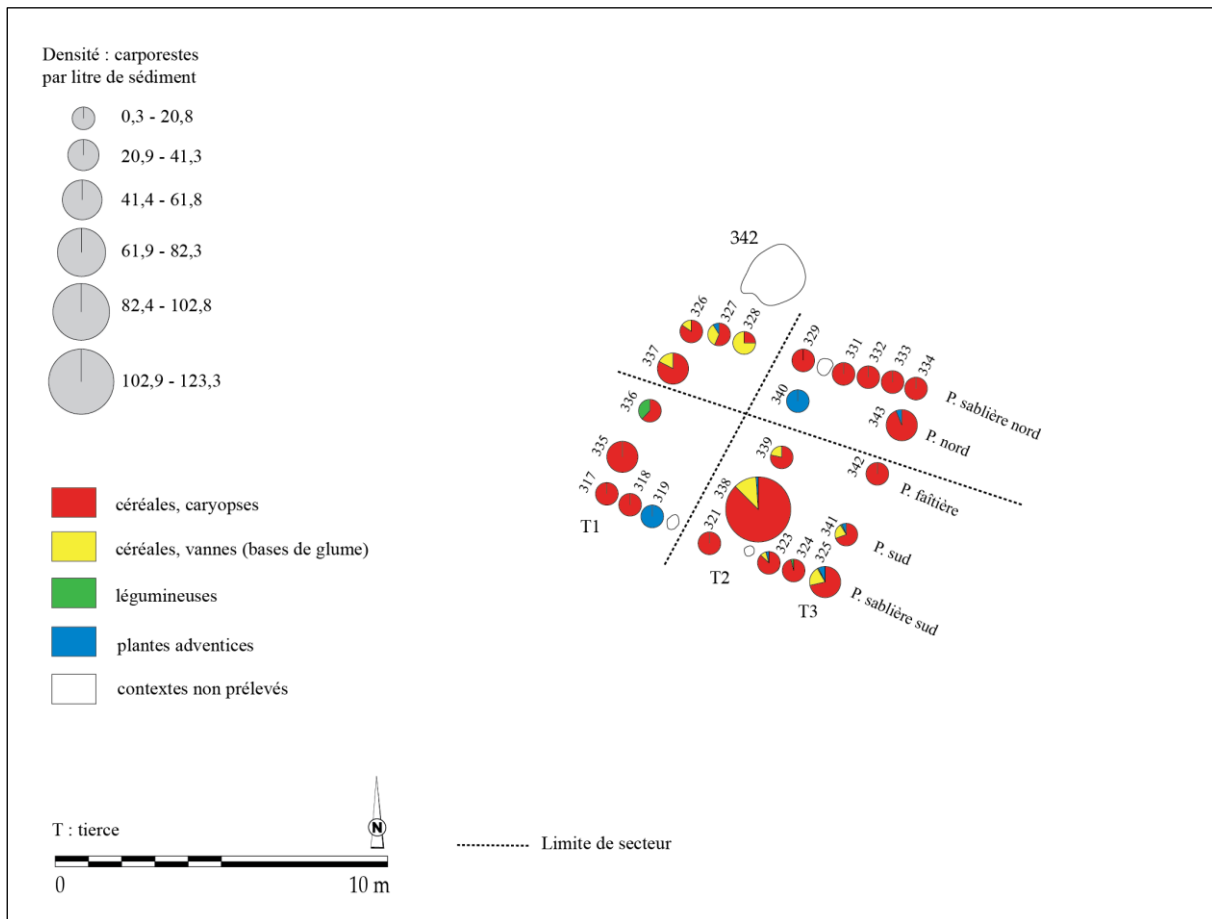 Densité : carporestes
par litre de sédiment
0,3 - 20,8
20,9 - 41,3
41,4 - 61,8
61,9 - 82,3
82,4 - 102,8
102,9 - 123,3
céréales, caryopses
céréales, vannes (bases de glume)
légumineuses
plantes adventices
contextes non prélevés
T : tierce
N
0
10 m
Limite de secteur
342
326
327
328
329
331
332
333
334
P. sablière nord
337
340
343
P. nord
336
339
342
P. faîtière
335
338
341
P. sud
317
318
319
321
323
324
325
P. sablière sud
T1
T2
T3